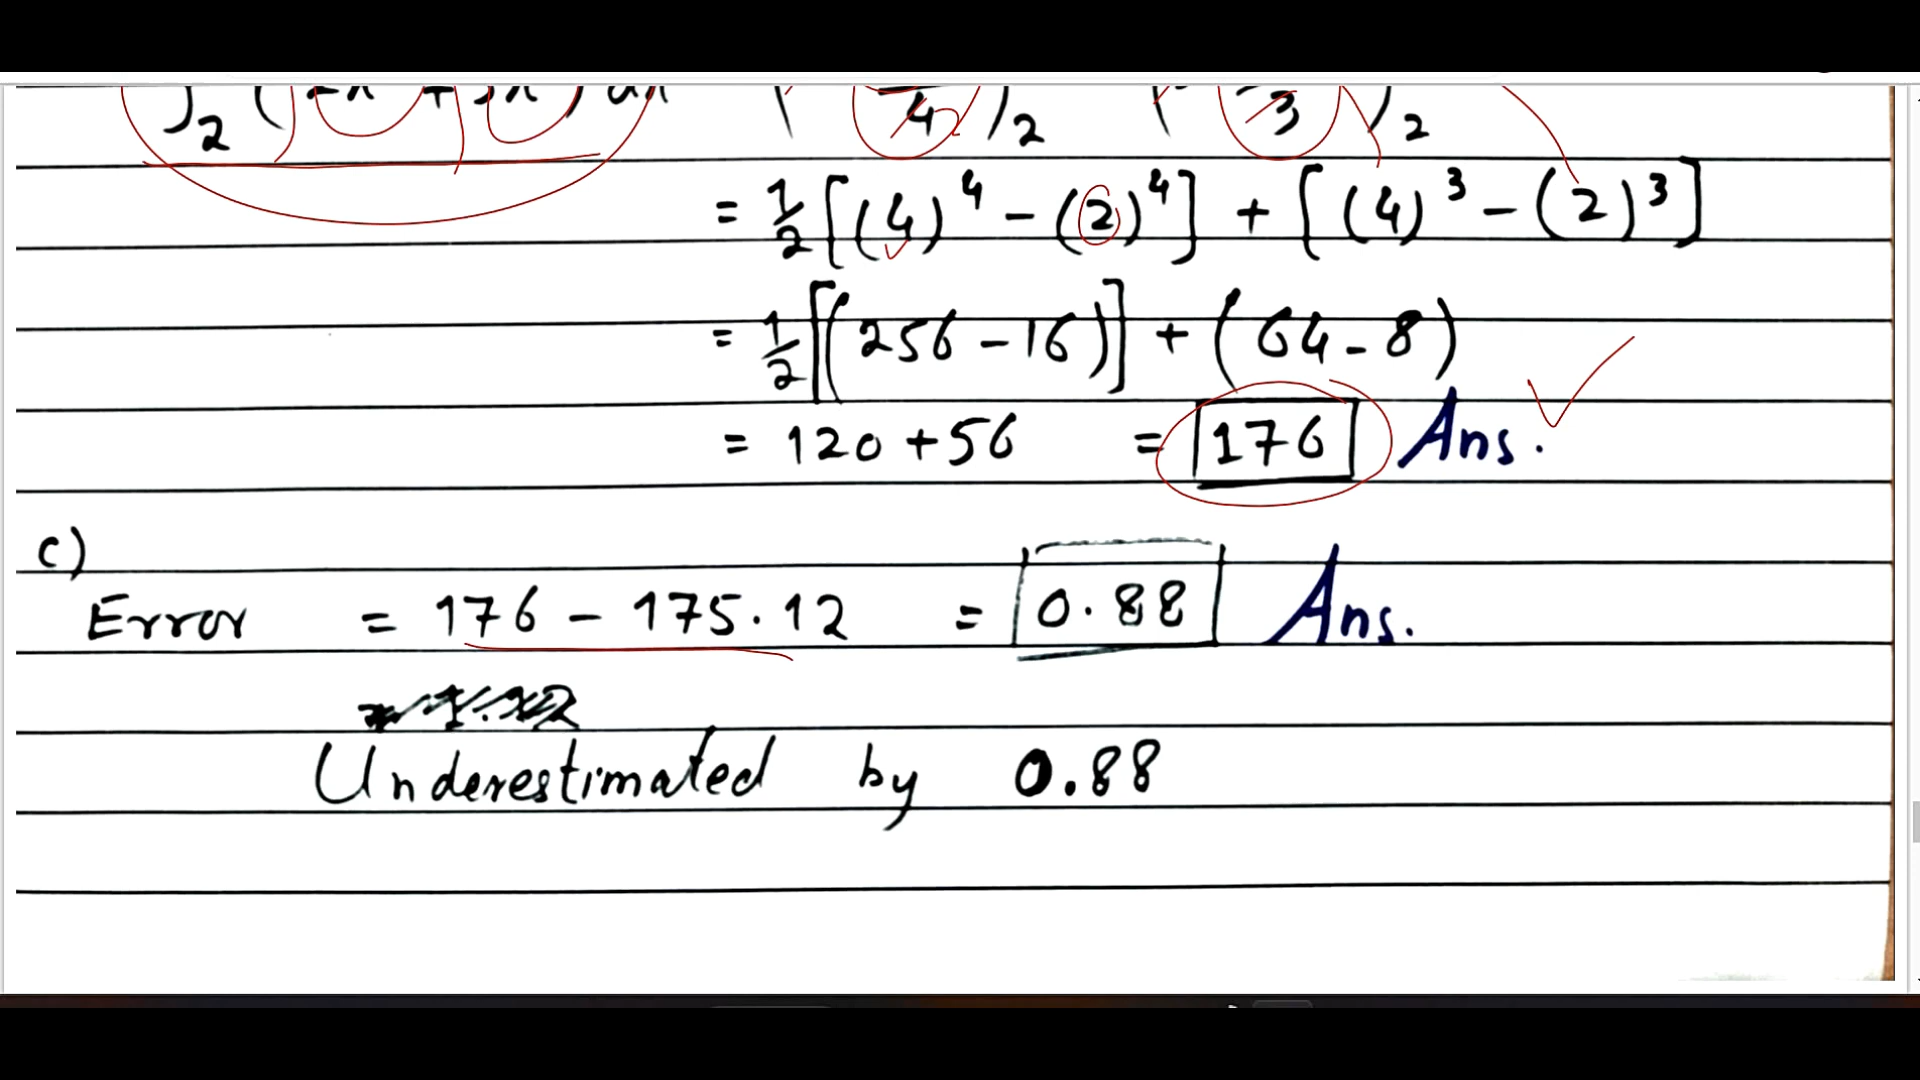 = 1/2 [(4)^4 - (2)^4] + [(4)^3 - (2)^3]
= 1/2 [(256 - 16)] + (64 - 8)
= 120 + 56 = 176 Ans.
c)
Error = 176 - 175.12 = 0.88 Ans.
Underestimated by 0.88